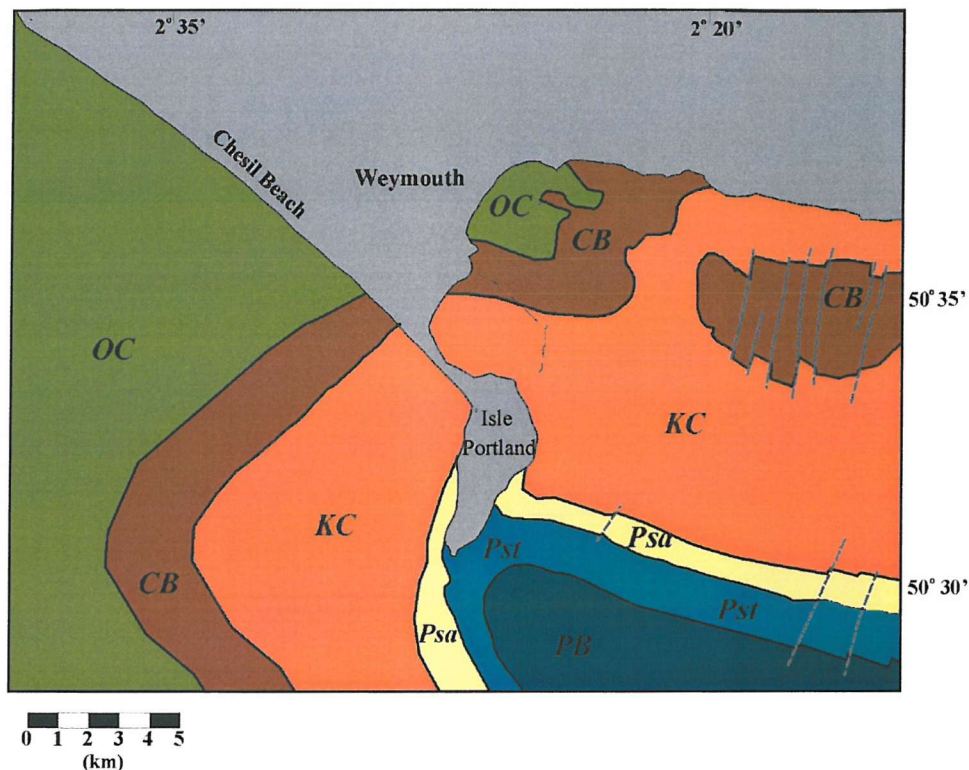 2° 35’
2° 20’
Chesil Beach
Weymouth
OC
CB
50° 35’
CB
OC
Isle
Portland
KC
KC
Psa
Pst
50° 30’
CB
Pst
Psa
PB
0 1 2 3 4 5
(km)